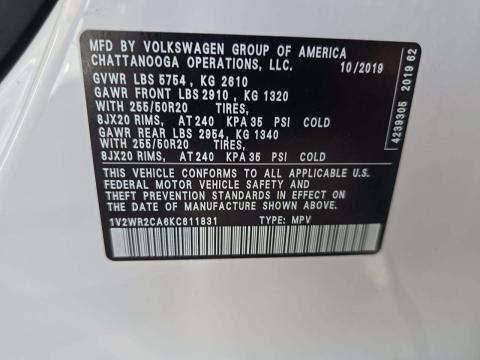 MFD BY VOLKSWAGEN GROUP OF AMERICA
CHATTANOOGA OPERATIONS, LLC. 10/2019
GVWR LBS 5754 , KG 2610
GAWR FRONT LBS 2910 , KG 1320
WITH 255/50R20 TIRES,
8JX20 RIMS, AT 240 KPA 35 PSI COLD
GAWR REAR LBS 2954, KG 1340
WITH 255/50R20 TIRES,
8JX20 RIMS, AT 240 KPA 35 PSI COLD
THIS VEHICLE CONFORMS TO ALL APPLICABLE U.S.
FEDERAL MOTOR VEHICLE SAFETY AND
THEFT PREVENTION STANDARDS IN EFFECT ON
THE DATE OF MANUFACTURE SHOWN ABOVE.
1V2WR2CA6KC611831 TYPE: MPV
4239305 2019 62